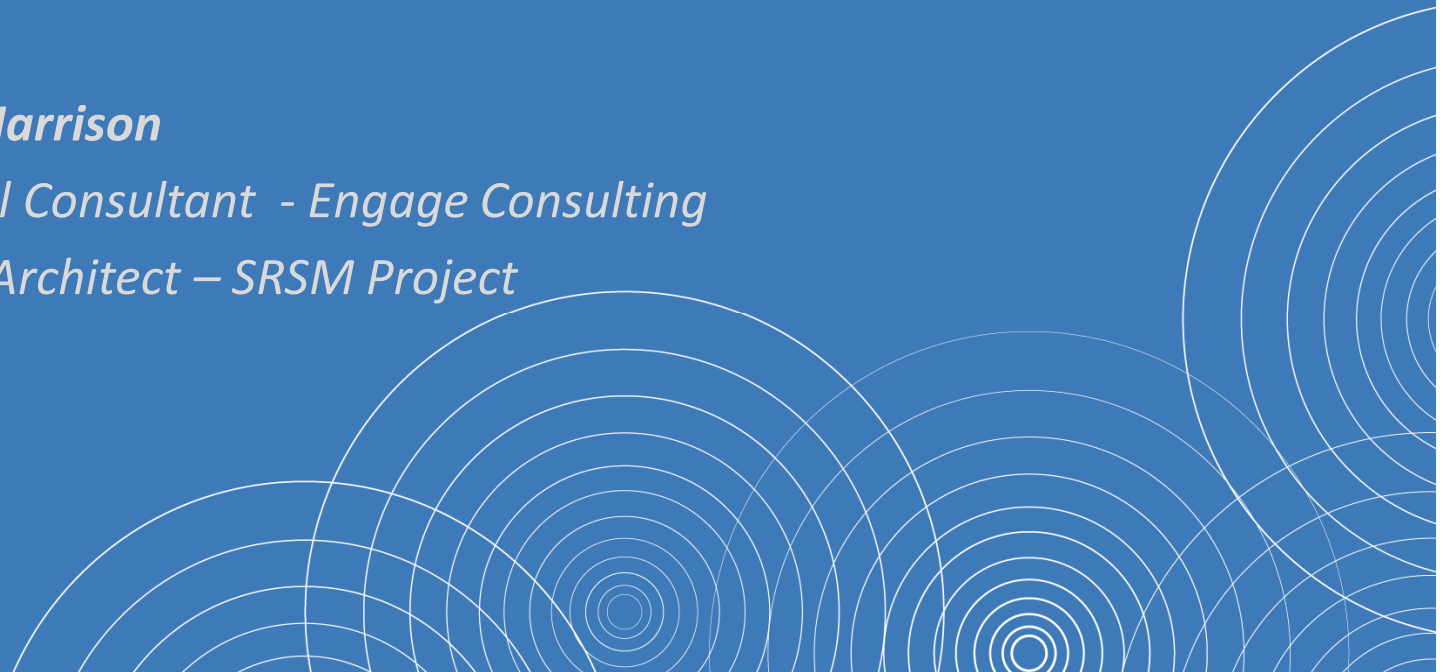 Harrison
l Consultant  - Engage Consulting
Architect – SRSM Project